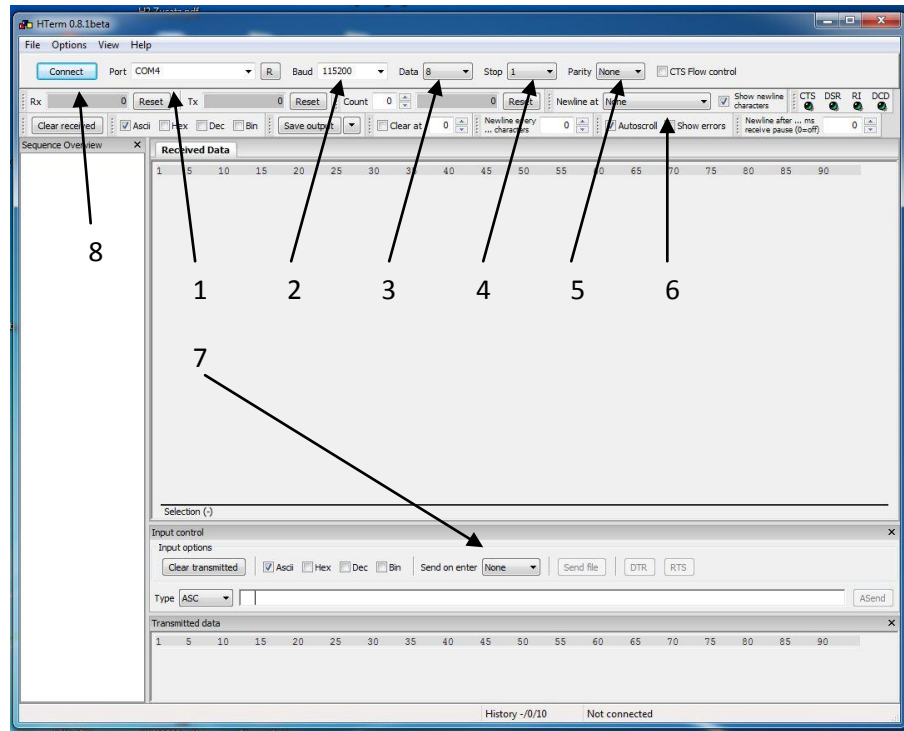 H2 Zusatz.pdf
HTerm 0.8.1beta
File Options View Help
Connect Port COM4 R Baud 115200 Data 8 Stop 1 Parity None CTS Flow control
Rx 0 Reset Tx 0 Reset Count 0 0 Reset Newline at None Show newline characters CTS DSR RI DCD
Clear received Ascii Hex Dec Bin Save output Clear at 0 Newline every ... characters 0 Autoscroll Show errors Newline after ... ms receive pause (0=off) 0
Sequence Overview X Received Data
1 5 10 15 20 25 30 35 40 45 50 55 60 65 70 75 80 85 90
8
1 2 3 4 5 6
7
Selection (-)
Input control
Input options
Clear transmitted Ascii Hex Dec Bin Send on enter None Send file DTR RTS
Type ASC ASend
Transmitted data
1 5 10 15 20 25 30 35 40 45 50 55 60 65 70 75 80 85 90
History -/0/10 Not connected